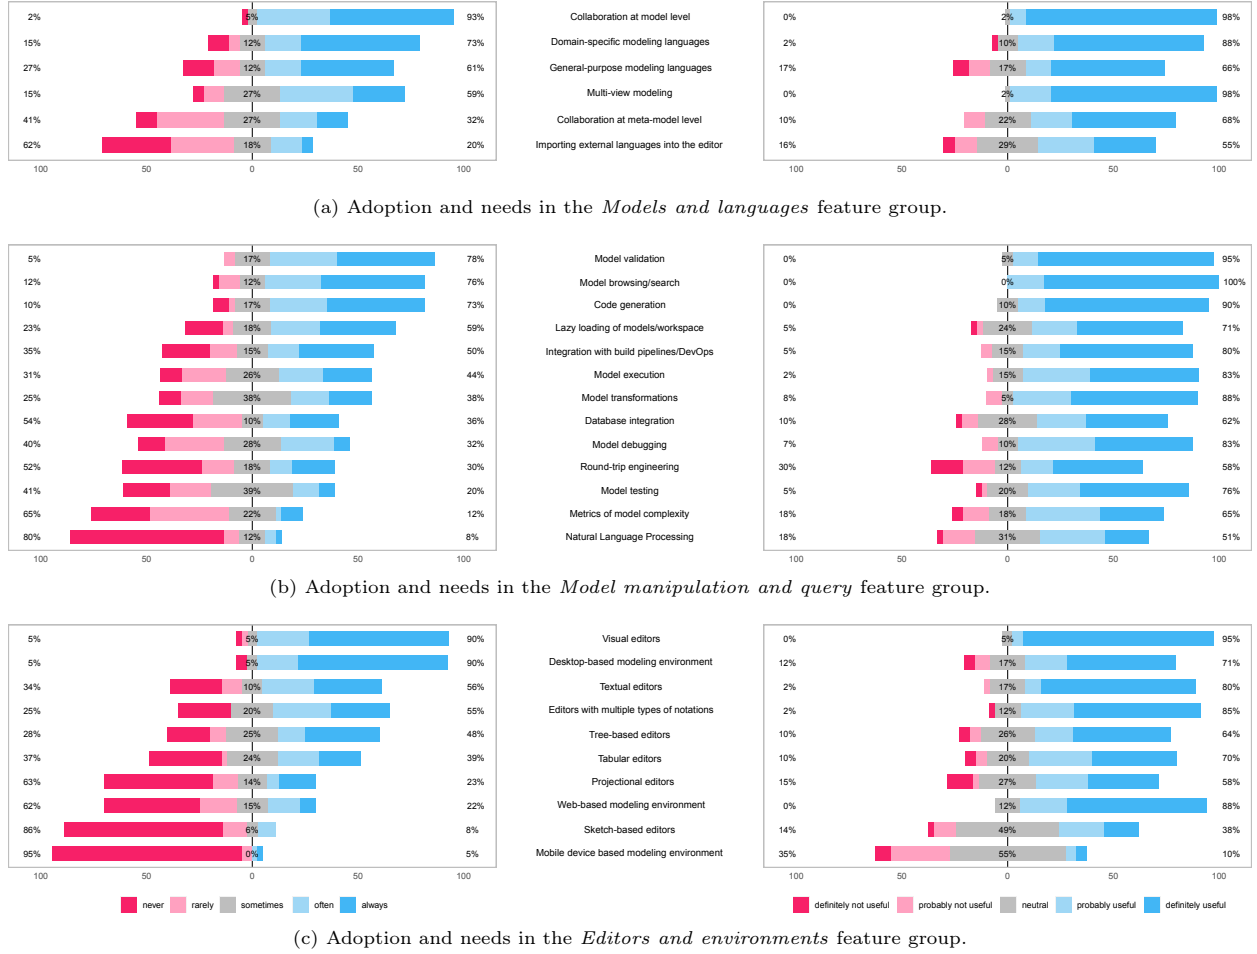 2% 5% 93% Collaboration at model level 0% 2% 98%
15% 12% 73% Domain-specific modeling languages 2% 10% 88%
27% 12% 61% General-purpose modeling languages 17% 17% 66%
15% 27% 59% Multi-view modeling 0% 2% 98%
41% 27% 32% Collaboration at meta-model level 10% 22% 68%
62% 18% 20% Importing external languages into the editor 16% 29% 55%
100 50 0 50 100 100 50 0 50 100
(a) Adoption and needs in the Models and languages feature group.
5% 17% 78% Model validation 0% 5% 95%
12% 12% 76% Model browsing/search 0% 0% 100%
10% 17% 73% Code generation 0% 10% 90%
23% 18% 59% Lazy loading of models/workspace 5% 24% 71%
35% 15% 50% Integration with build pipelines/DevOps 5% 15% 80%
31% 26% 44% Model execution 2% 15% 83%
25% 38% 38% Model transformations 8% 5% 88%
54% 10% 36% Database integration 10% 28% 62%
40% 28% 32% Model debugging 7% 10% 83%
52% 18% 30% Round-trip engineering 30% 12% 58%
41% 39% 20% Model testing 5% 20% 76%
65% 22% 12% Metrics of model complexity 18% 18% 65%
80% 12% 8% Natural Language Processing 18% 31% 51%
100 50 0 50 100 100 50 0 50 100
(b) Adoption and needs in the Model manipulation and query feature group.
5% 5% 90% Visual editors 0% 5% 95%
5% 5% 90% Desktop-based modeling environment 12% 17% 71%
34% 10% 56% Textual editors 2% 17% 80%
25% 20% 55% Editors with multiple types of notations 2% 12% 85%
28% 25% 48% Tree-based editors 10% 26% 64%
37% 24% 39% Tabular editors 10% 20% 70%
63% 14% 23% Projectional editors 15% 27% 58%
62% 15% 22% Web-based modeling environment 0% 12% 88%
86% 6% 8% Sketch-based editors 14% 49% 38%
95% 0% 5% Mobile device based modeling environment 35% 55% 10%
100 50 0 50 100 100 50 0 50 100
never rarely sometimes often always definitely not useful probably not useful neutral probably useful definitely useful
(c) Adoption and needs in the Editors and environments feature group.